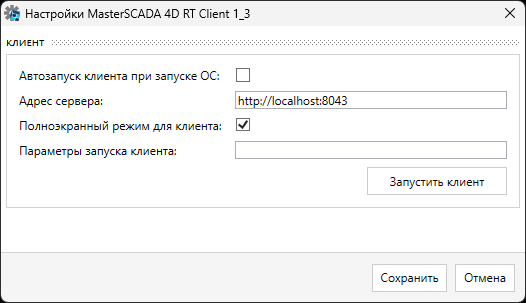 Настройки MasterSCADA 4D RT Client 1_3
КЛИЕНТ
Автозапуск клиента при запуске ОС:
Адрес сервера:
http://localhost:8043
Полноэкранный режим для клиента:
Параметры запуска клиента:
Запустить клиент
Сохранить
Отмена